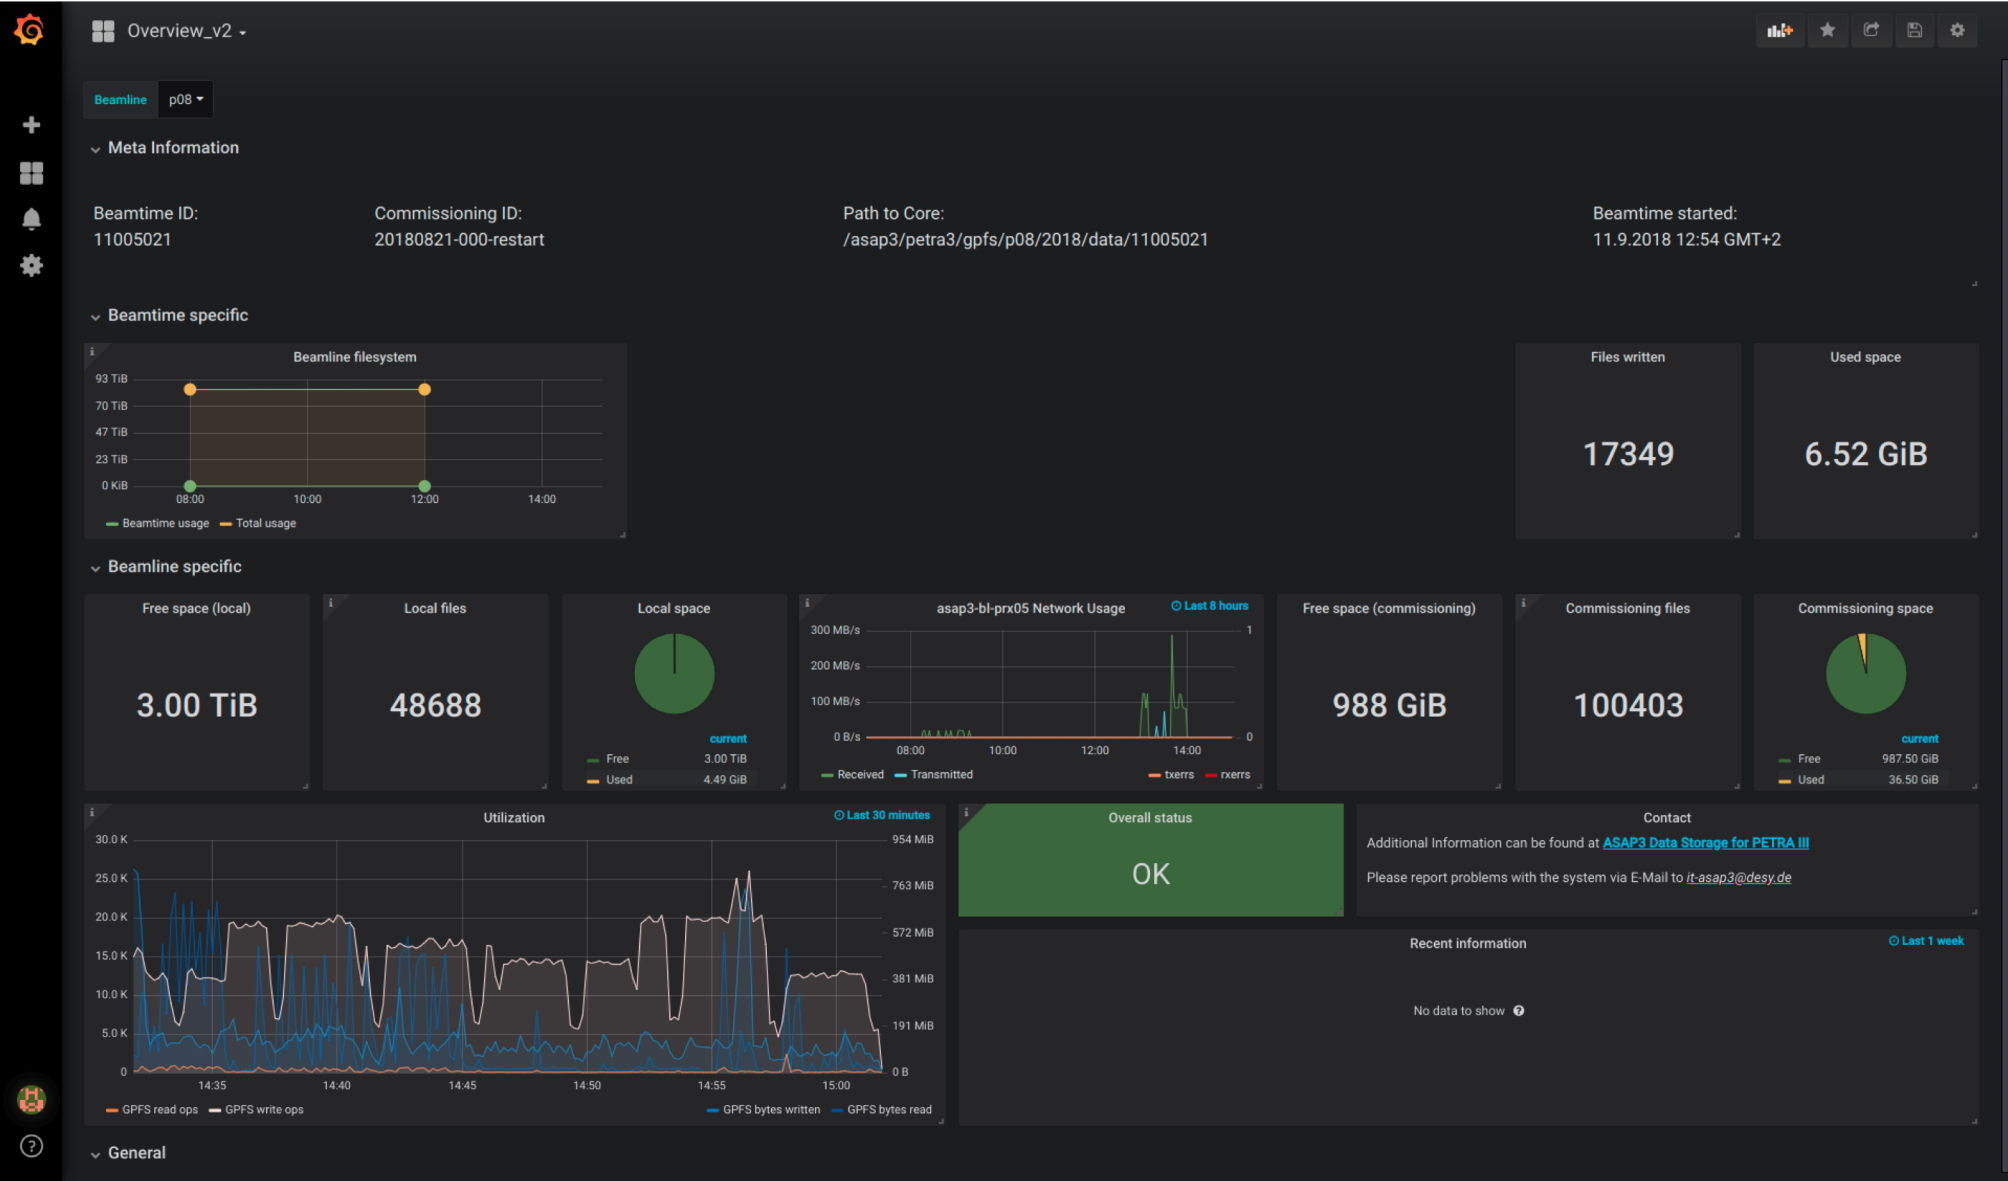 Overview_v2
Beamline p08
Meta Information
Beamtime ID:
11005021
Commissioning ID:
20180821-000-restart
Path to Core:
/asap3/petra3/gpfs/p08/2018/data/11005021
Beamtime started:
11.9.2018 12:54 GMT+2
Beamtime specific
Beamline filesystem
93 TiB
70 TiB
47 TiB
23 TiB
0 KiB
08:00 10:00 12:00 14:00
Beamtime usage Total usage
Files written
17349
Used space
6.52 GiB
Beamline specific
Free space (local)
3.00 TiB
Local files
48688
Local space
current
Free 3.00 TiB
Used 4.49 GiB
asap3-bl-prx05 Network Usage Last 8 hours
300 MB/s 1
200 MB/s
100 MB/s
0 B/s 0
08:00 10:00 12:00 14:00
Received Transmitted txerrs rxerrs
Free space (commissioning)
988 GiB
Commissioning files
100403
Commissioning space
current
Free 987.50 GiB
Used 36.50 GiB
Utilization Last 30 minutes
30.0 K 954 MiB
25.0 K 763 MiB
20.0 K 572 MiB
15.0 K 381 MiB
10.0 K 191 MiB
5.0 K
0 0 B
14:35 14:40 14:45 14:50 14:55 15:00
GPFS read ops GPFS write ops GPFS bytes written GPFS bytes read
Overall status
OK
Contact
Additional Information can be found at ASAP3 Data Storage for PETRA III
Please report problems with the system via E-Mail to it-asap3@desy.de
Recent information Last 1 week
No data to show ?
General